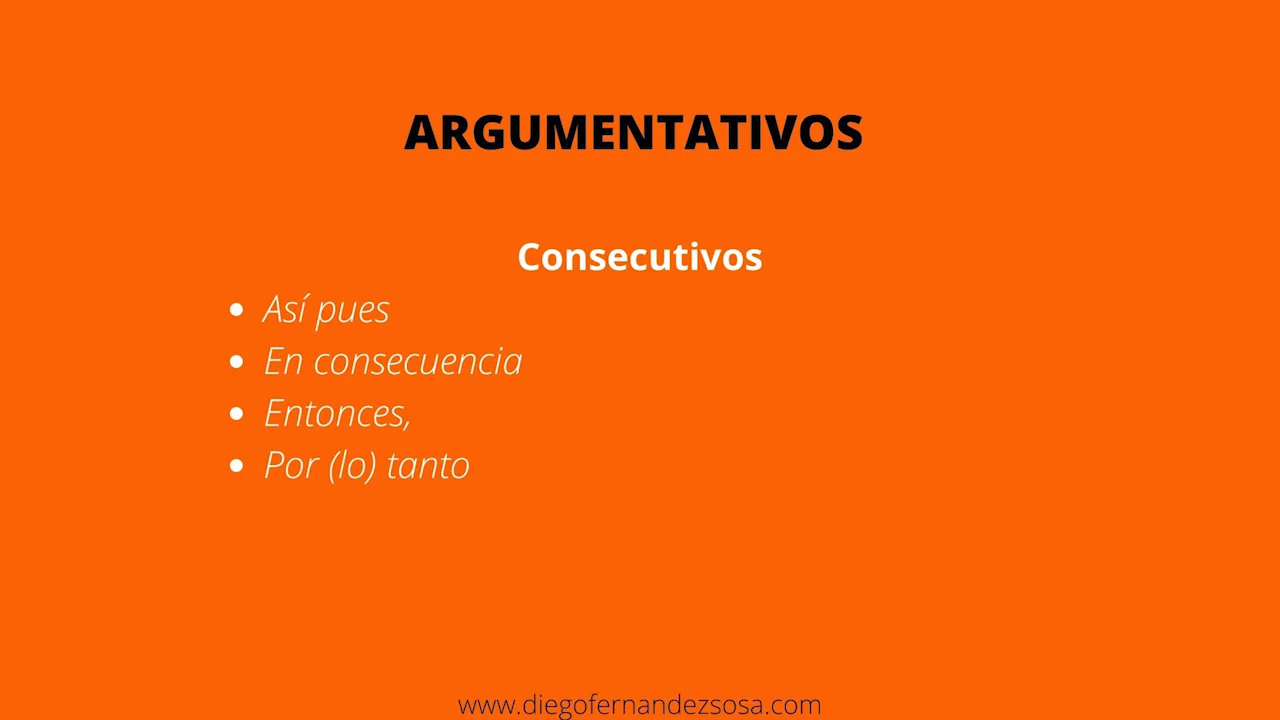 ARGUMENTATIVOS
Consecutivos
• Así pues
• En consecuencia
• Entonces,
• Por (lo) tanto
www.diegofernandezsosa.com